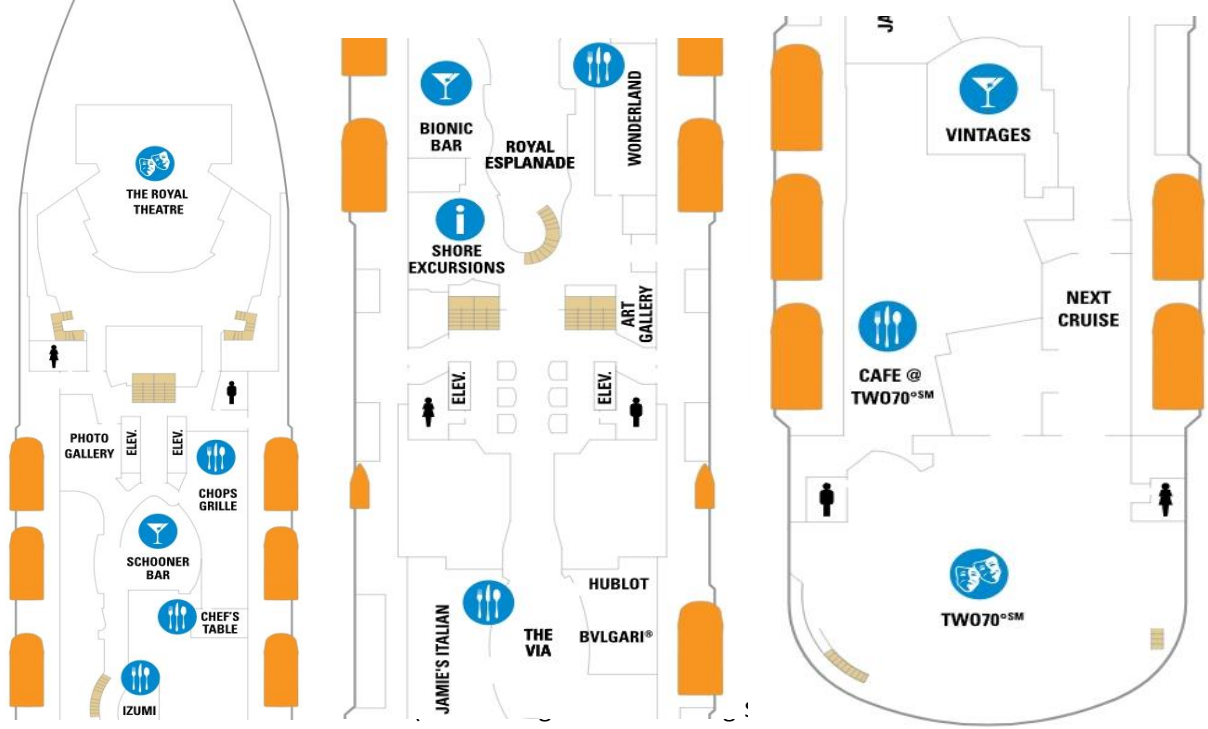 THE ROYAL
THEATRE
PHOTO
GALLERY
ELEV.
ELEV.
CHOPS
GRILLE
SCHOONER
BAR
CHEF'S
TABLE
IZUMI
BIONIC
BAR
ROYAL
ESPLANADE
WONDERLAND
SHORE
EXCURSIONS
ART
GALLERY
ELEV.
ELEV.
HUBLOT
JAMIE'S ITALIAN
THE
VIA
BVLGARI®
JA
VINTAGES
NEXT
CRUISE
CAFE @
TWO70°SM
TWO70°SM